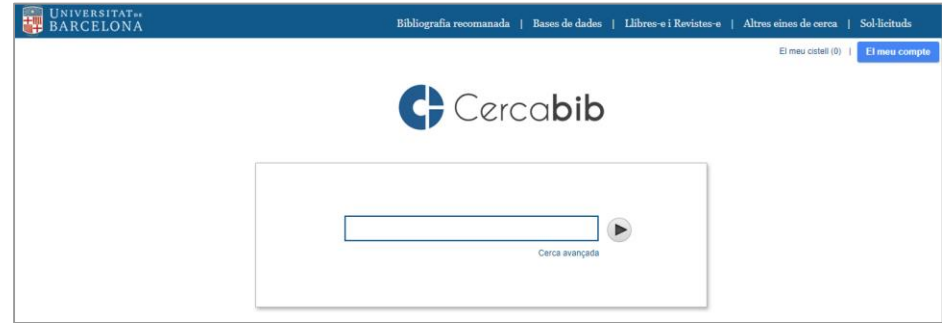 UNIVERSITAT DE
BARCELONA
Bibliografia recomanada | Bases de dades | Llibres-e i Revistes-e | Altres eines de cerca | Sol·licituds
El meu cistell (0) | El meu compte
Cercabib
Cerca avançada